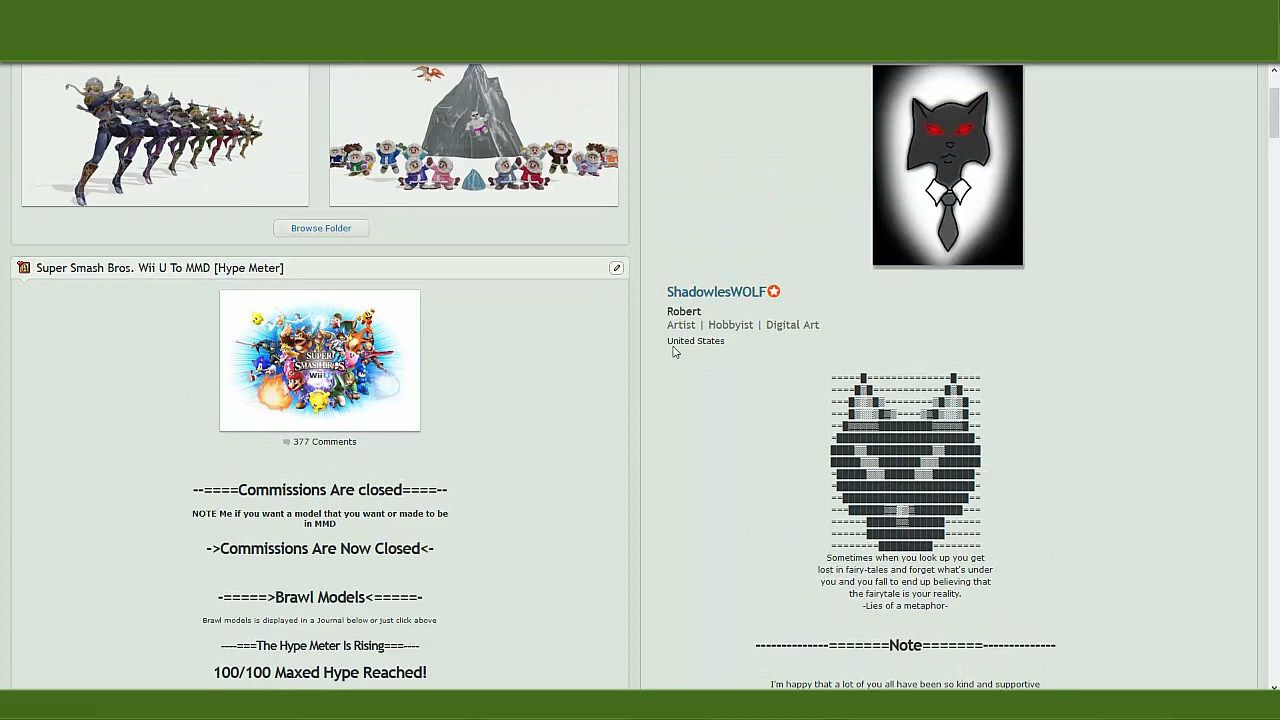 Browse Folder
Super Smash Bros. Wii U To MMD [Hype Meter]
SUPER
SMASH BROS.
Wii U
377 Comments
--====Commissions Are closed====--
NOTE Me if you want a model that you want or made to be
in MMD
->Commissions Are Now Closed<-
-=====>Brawl Models<=====-
Brawl models is displayed in a Journal below or just click above
----===The Hype Meter Is Rising===----
100/100 Maxed Hype Reached!
ShadowlesWOLF
Robert
Artist | Hobbyist | Digital Art
United States
Sometimes when you look up you get
lost in fairy-tales and forget what's under
you and you fall to end up believing that
the fairytale is your reality.
-Lies of a metaphor-
--------------=======Note=======--------------
I'm happy that a lot of you all have been so kind and supportive